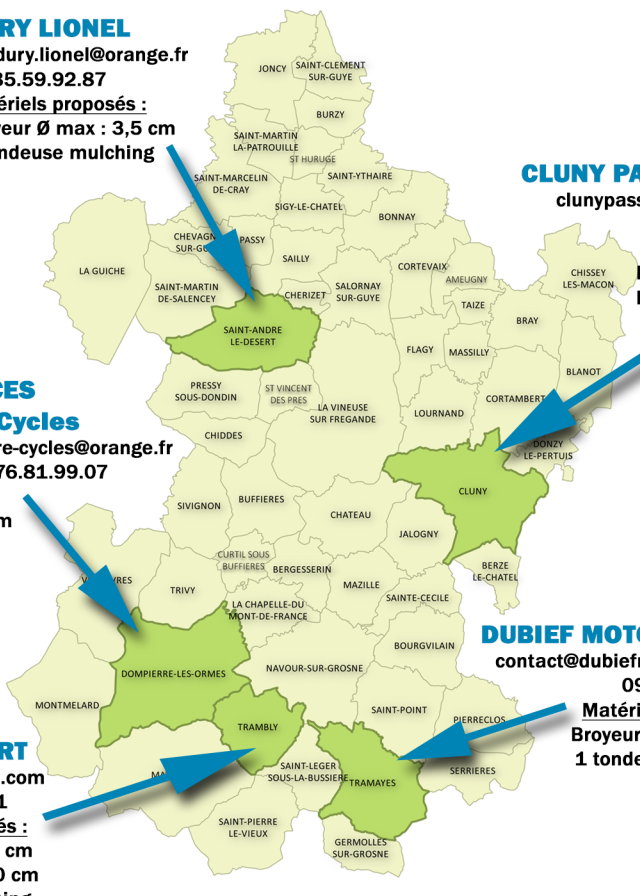 RY LIONEL
dury.lionel@orange.fr
85.59.92.87
ériels proposés :
yeur Ø max : 3,5 cm
ndeuse mulching
JONCY
SAINT-CLEMENT
SUR-GUYE
BURZY
SAINT-MARTIN
LA-PATROUILLE
ST HURUGE
SAINT-MARCELIN
DE-CRAY
SAINT-YTHAIRE
SIGY-LE-CHATEL
BONNAY
CLUNY PA
clunypass
CHEVAGN
SUR-G
PASSY
SAILLY
LA GUICHE
SAINT-MARTIN
DE-SALENCEY
CHERIZET
SALORNAY
SUR-GUYE
CORTEVAIX
AMEUGNY
TAIZE
CHISSEY
LES-MACON
BRAY
SAINT-ANDRE
LE-DESERT
FLAGY
MASSILLY
BLANOT
PRESSY
SOUS-DONDIN
ST VINCENT
DES PRES
LA VINEUSE
SUR FREGANDE
LOURNAND
CORTAMBERT
CHIDDES
DONZY
LE-PERTUIS
CES
Cycles
re-cycles@orange.fr
76.81.99.07
m
CLUNY
SIVIGNON
BUFFIERES
CHATEAU
JALOGNY
CURTIL SOUS
BUFFIERES
BERGESSERIN
BERZE
LE-CHATEL
VRES
TRIVY
MAZILLE
SAINTE-CECILE
LA CHAPELLE-DU
MONT-DE-FRANCE
BOURGVILAIN
DUBIEF MOTO
contact@dubiefm
09
Matéri
Broyeur
1 tonde
DOMPIERRE-LES-ORMES
NAVOUR-SUR-GROSNE
MONTMELARD
SAINT-POINT
PIERRECLOS
TRAMBLY
RT
.com
1
és :
cm
0 cm
MA
SAINT-LEGER
SOUS-LA-BUSSIERE
TRAMAYES
SERRIERES
SAINT-PIERRE
LE-VIEUX
GERMOLLES
SUR-GROSNE